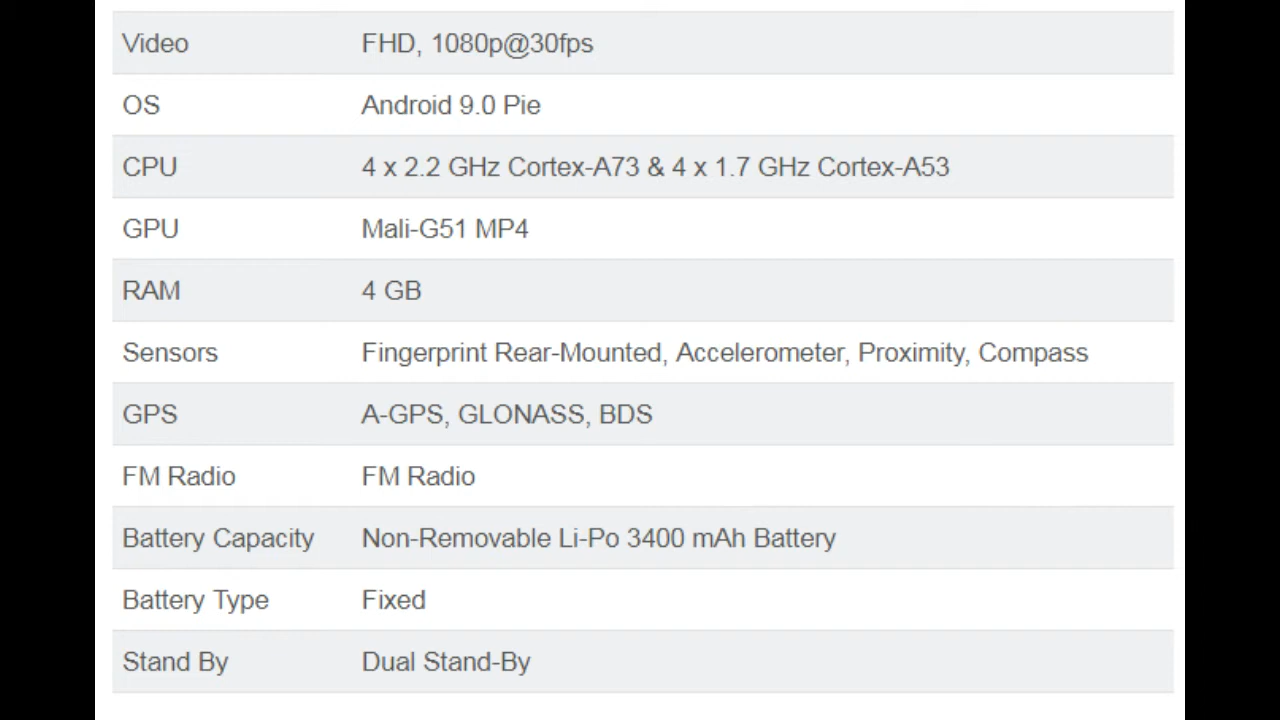 Video FHD, 1080p@30fps
OS Android 9.0 Pie
CPU 4 x 2.2 GHz Cortex-A73 & 4 x 1.7 GHz Cortex-A53
GPU Mali-G51 MP4
RAM 4 GB
Sensors Fingerprint Rear-Mounted, Accelerometer, Proximity, Compass
GPS A-GPS, GLONASS, BDS
FM Radio FM Radio
Battery Capacity Non-Removable Li-Po 3400 mAh Battery
Battery Type Fixed
Stand By Dual Stand-By